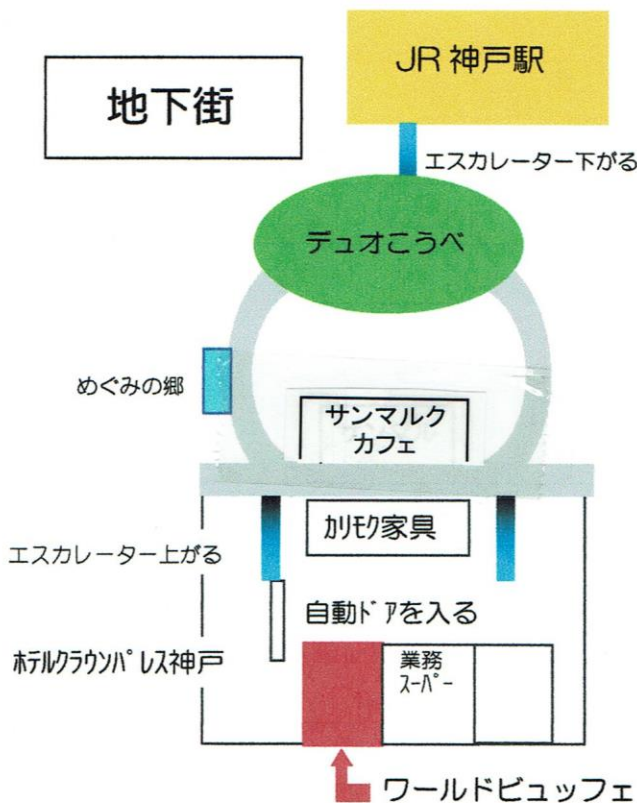 JR 神戸駅
地下街
エスカレーター下がる
デュオこうべ
めぐみの郷
サンマルク
カフェ
カリモク家具
エスカレーター上がる
自動ドアを入る
ホテルクラウンパレス神戸
業務
スーパー
ワールドビュッフェ